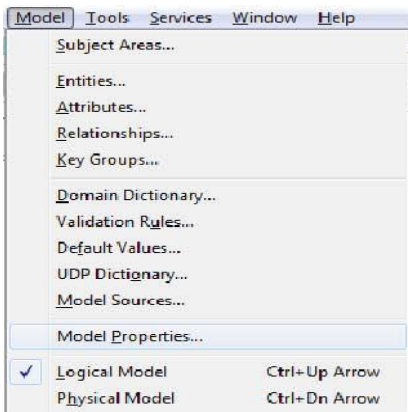 Model Tools Services Window Help
Subject Areas...
Entities...
Attributes...
Relationships...
Key Groups...
Domain Dictionary...
Validation Rules...
Default Values...
UDP Dictionary...
Model Sources...
Model Properties...
Logical Model Ctrl+Up Arrow
Physical Model Ctrl+Dn Arrow